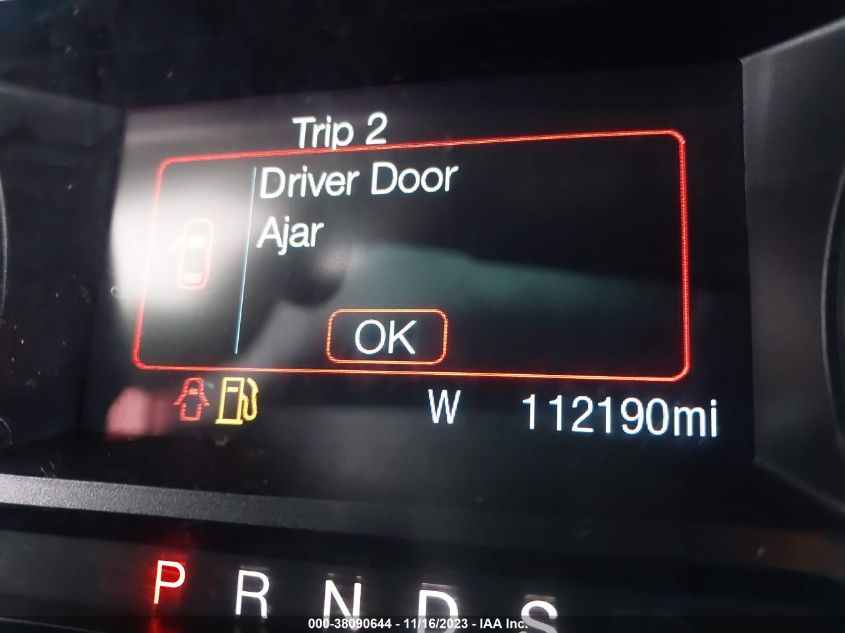 Trip 2
Driver Door
Ajar
OK
W 112190mi
P R N D S
000-38090644 - 11/16/2023 - IAA Inc.